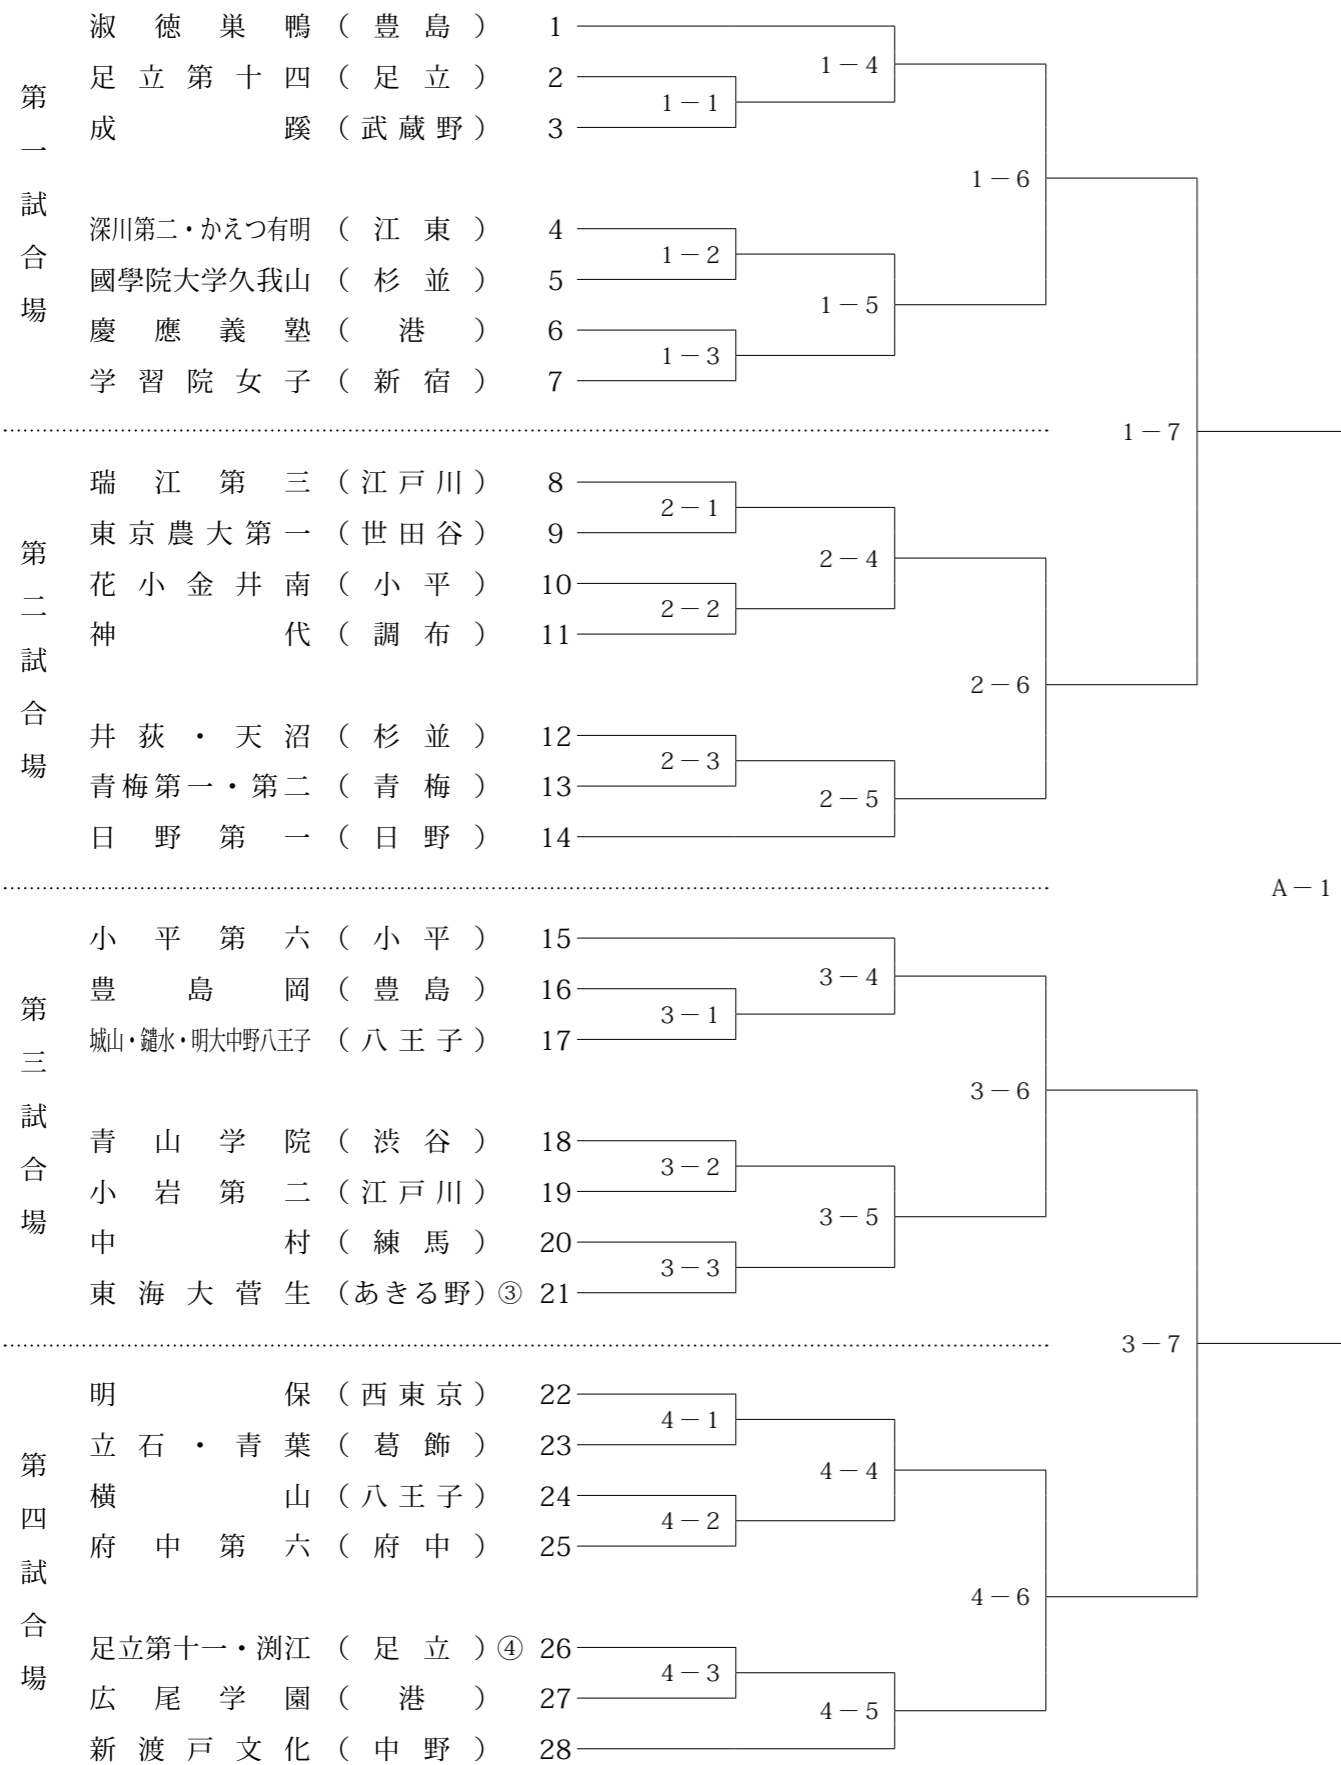 第一試合場
淑徳巣鴨（豊島） 1
足立第十四（足立） 2
成蹊（武蔵野） 3
深川第二・かえつ有明（江東） 4
國學院大学久我山（杉並） 5
慶應義塾（港） 6
学習院女子（新宿） 7
1－1
1－2
1－3
1－4
1－5
1－6
1－7
第二試合場
瑞江第三（江戸川） 8
東京農大第一（世田谷） 9
花小金井南（小平） 10
神代（調布） 11
井荻・天沼（杉並） 12
青梅第一・第二（青梅） 13
日野第一（日野） 14
2－1
2－2
2－3
2－4
2－5
2－6
A－1
第三試合場
小平第六（小平） 15
豊島岡（豊島） 16
城山・鑓水・明大中野八王子（八王子） 17
青山学院（渋谷） 18
小岩第二（江戸川） 19
中村（練馬） 20
東海大菅生（あきる野）③ 21
3－1
3－2
3－3
3－4
3－5
3－6
3－7
第四試合場
明保（西東京） 22
立石・青葉（葛飾） 23
横山（八王子） 24
府中第六（府中） 25
足立第十一・渕江（足立）④ 26
広尾学園（港） 27
新渡戸文化（中野） 28
4－1
4－2
4－3
4－4
4－5
4－6